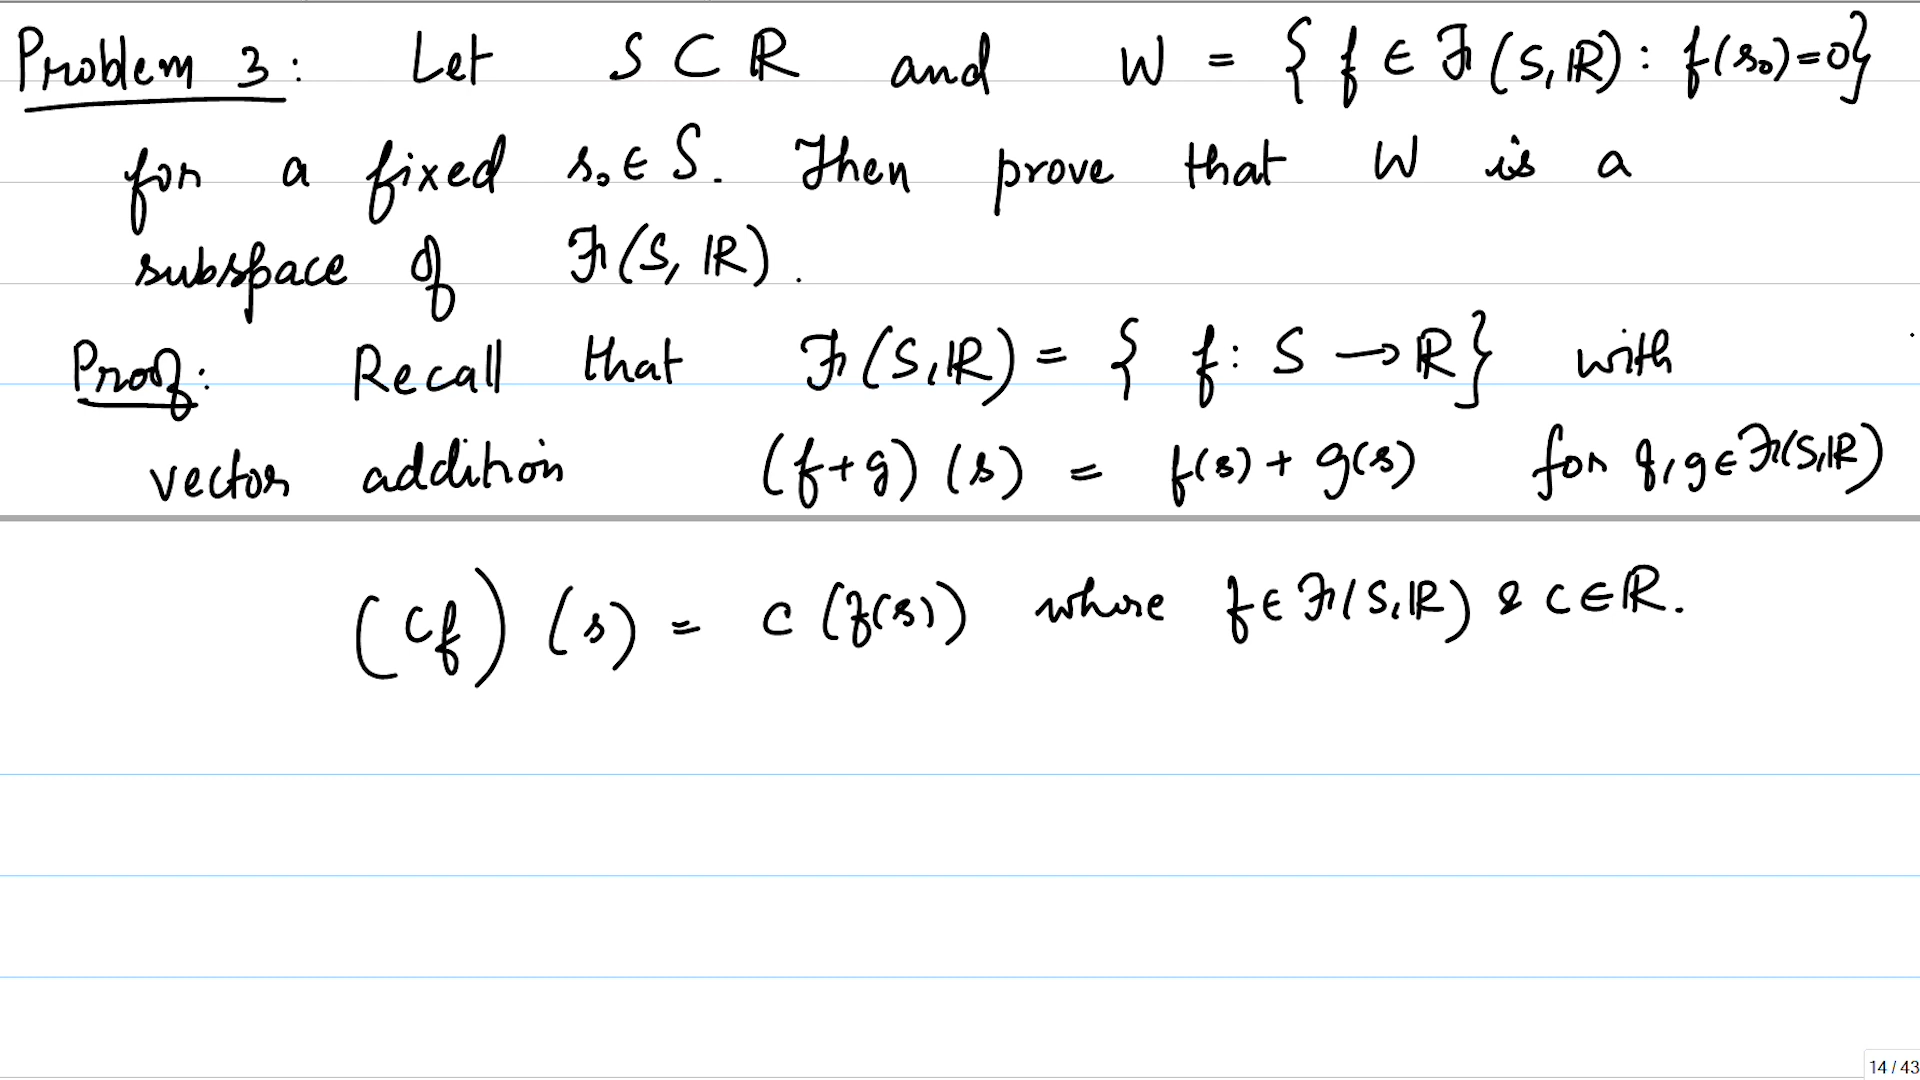 Problem 3: Let S ⊂ ℝ and W = { f ∈ ℱ(S, ℝ) : f(s₀)=0}
for a fixed s₀ ∈ S. Then prove that W is a
subspace of ℱ(S, ℝ).
Proof: Recall that ℱ(S, ℝ) = { f : S → ℝ} with
vector addition (f+g)(s) = f(s) + g(s) for f, g ∈ ℱ(S, ℝ)
(cf)(s) = c (f(s)) where f ∈ ℱ(S, ℝ) & c ∈ ℝ.
14 / 43